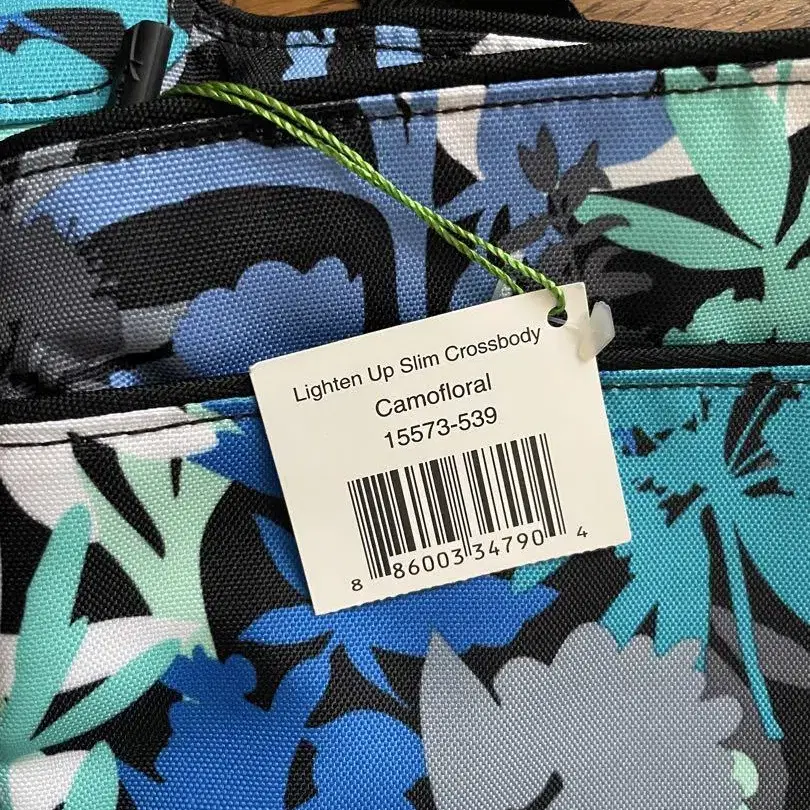 Lighten Up Slim Crossbody
Camofloral
15573-539
8 86003 34790 4